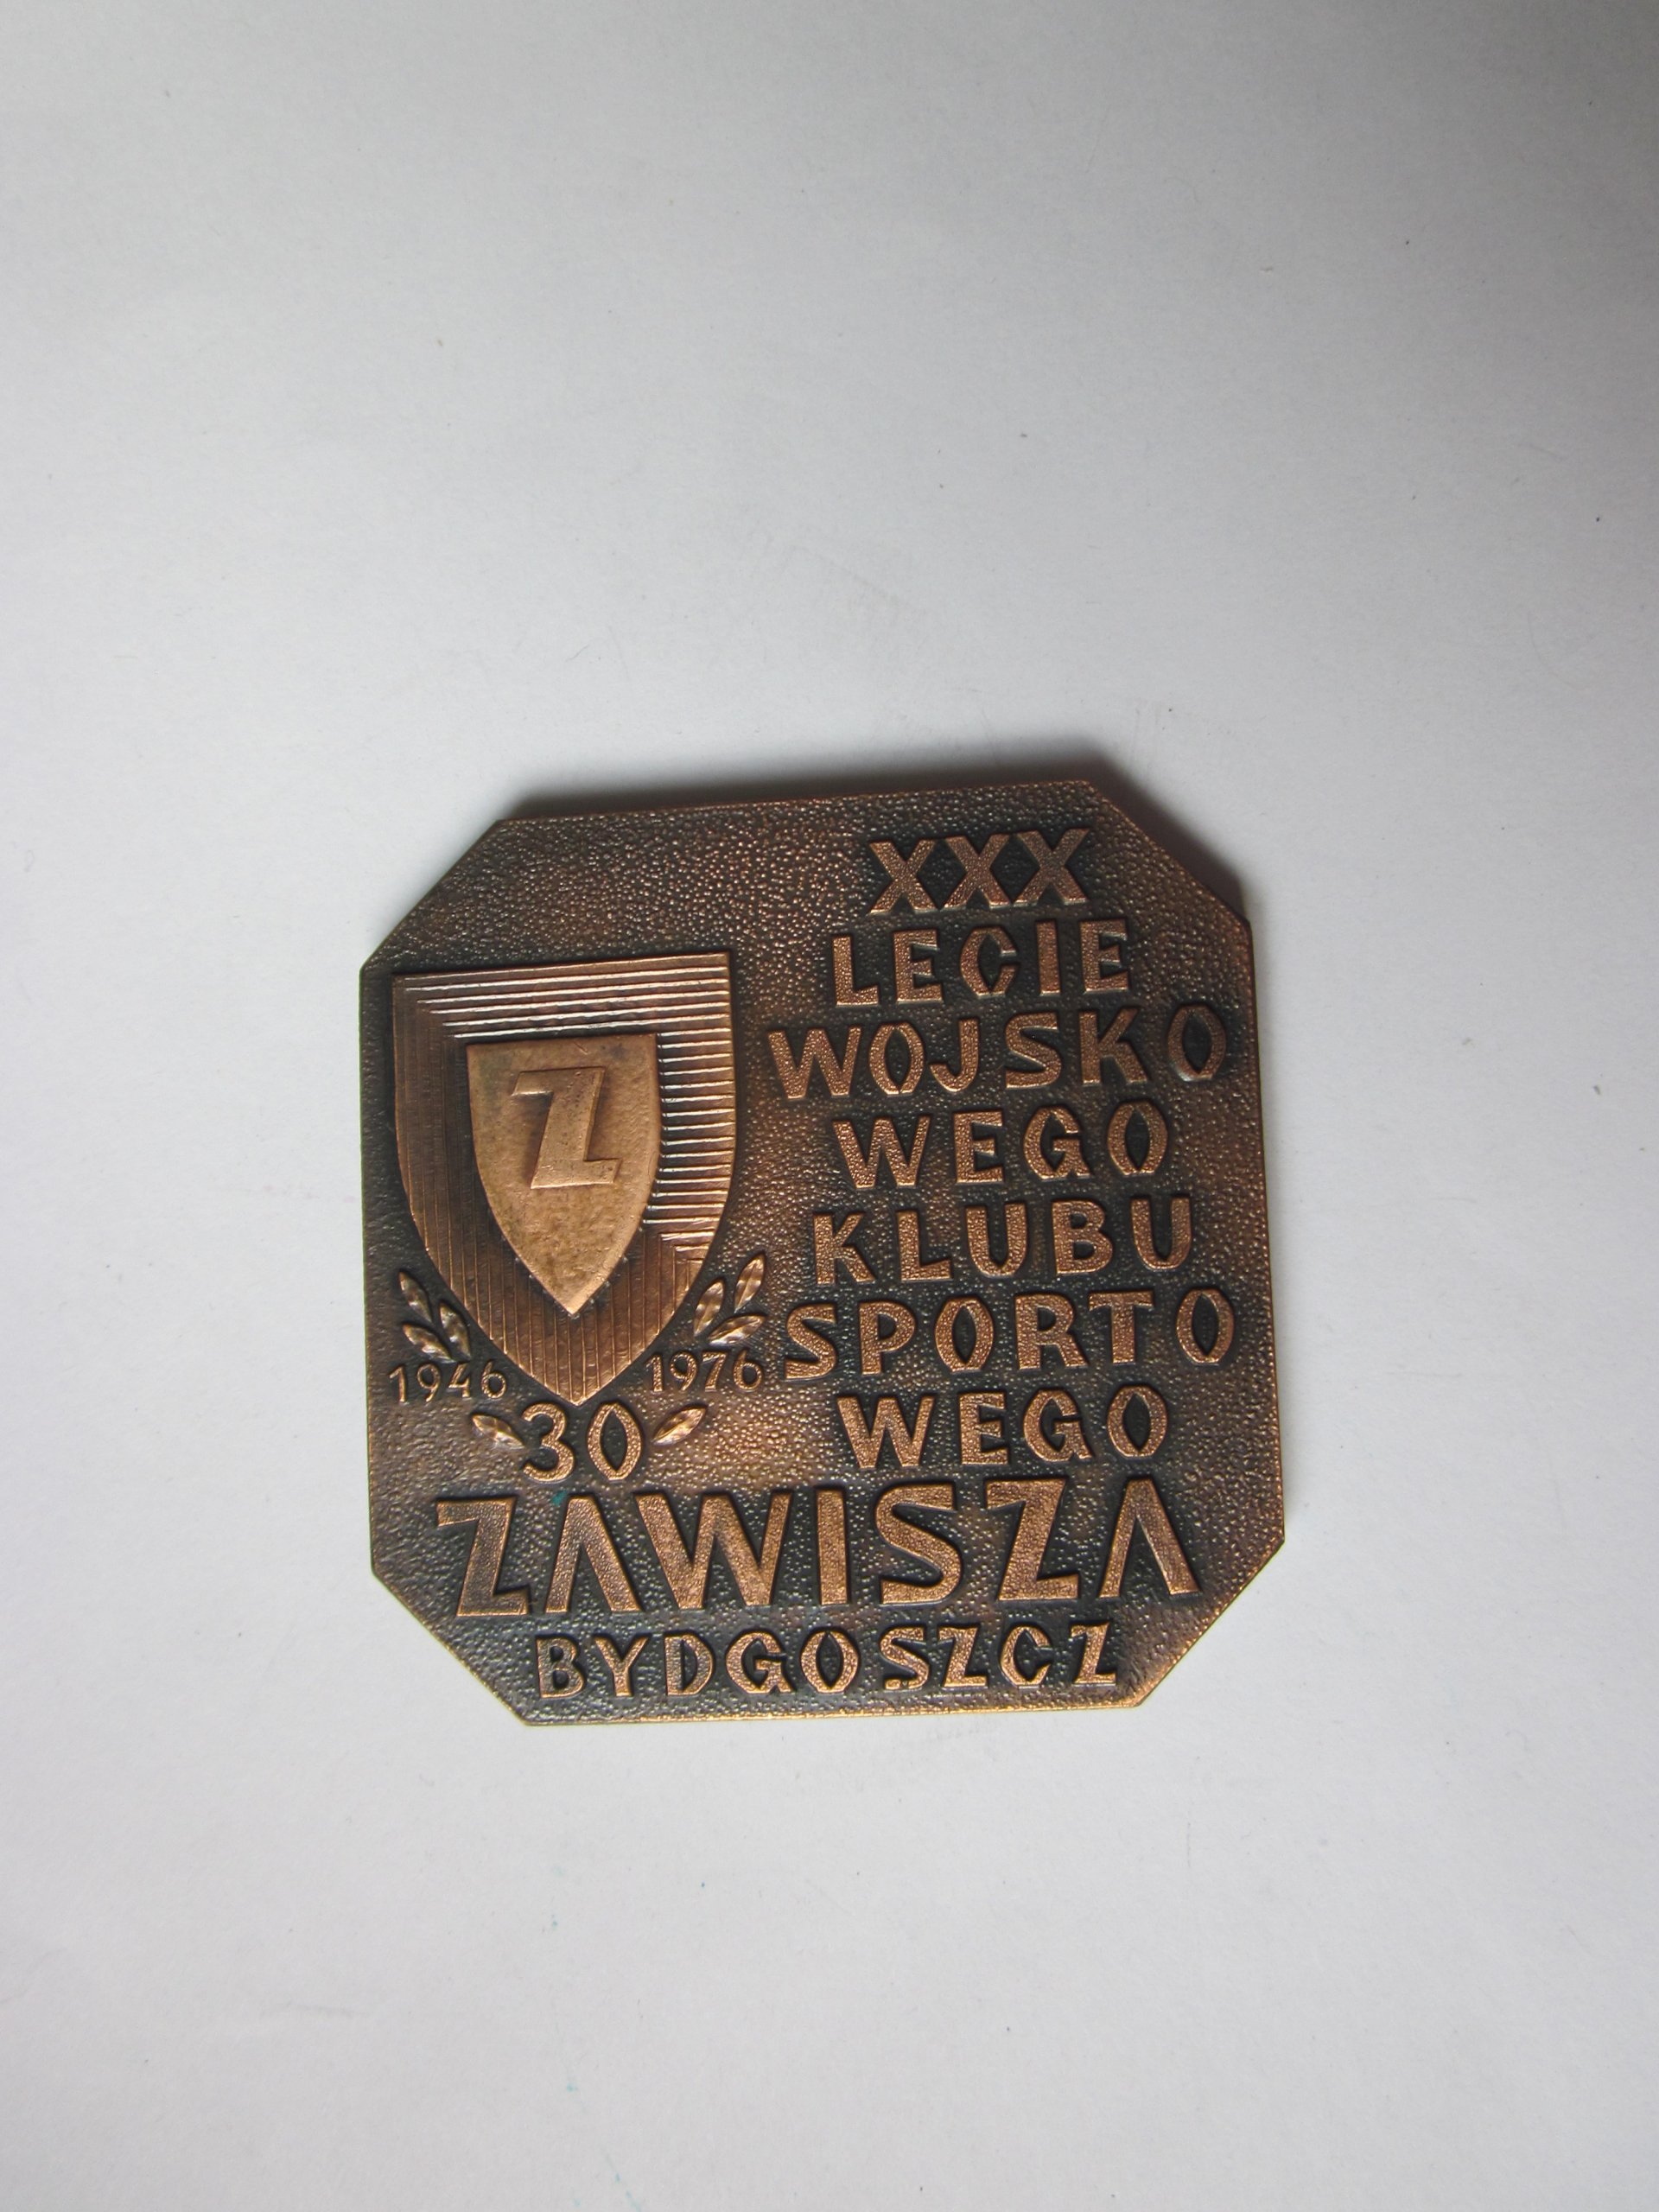 Z
1946 1976
30
XXX
LECIE
WOJSKO
WEGO
KLUBU
SPORTO
WEGO
ZAWISZA
BYDGOSZCZ